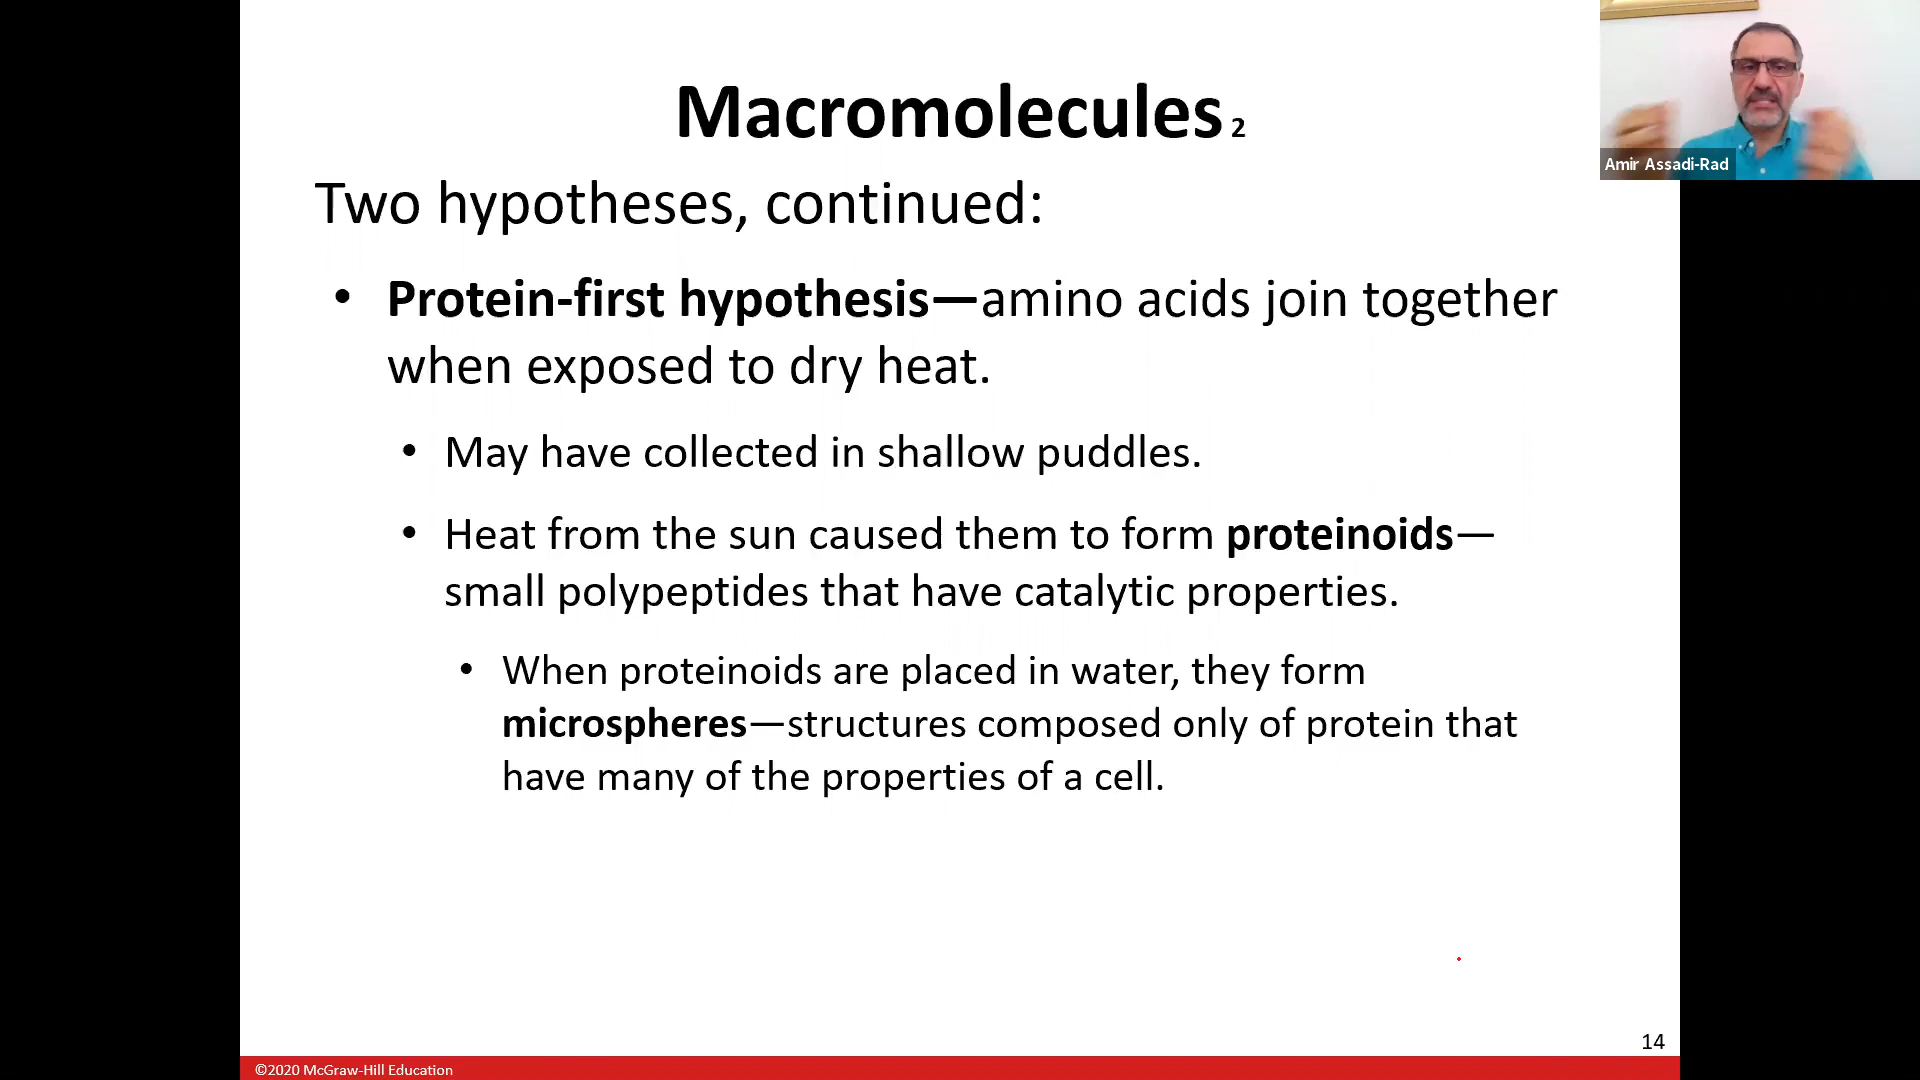 Macromolecules 2
Amir Assadi-Rad
Two hypotheses, continued:
• Protein-first hypothesis—amino acids join together
when exposed to dry heat.
• May have collected in shallow puddles.
• Heat from the sun caused them to form proteinoids—
small polypeptides that have catalytic properties.
• When proteinoids are placed in water, they form
microspheres—structures composed only of protein that
have many of the properties of a cell.
14
©2020 McGraw-Hill Education